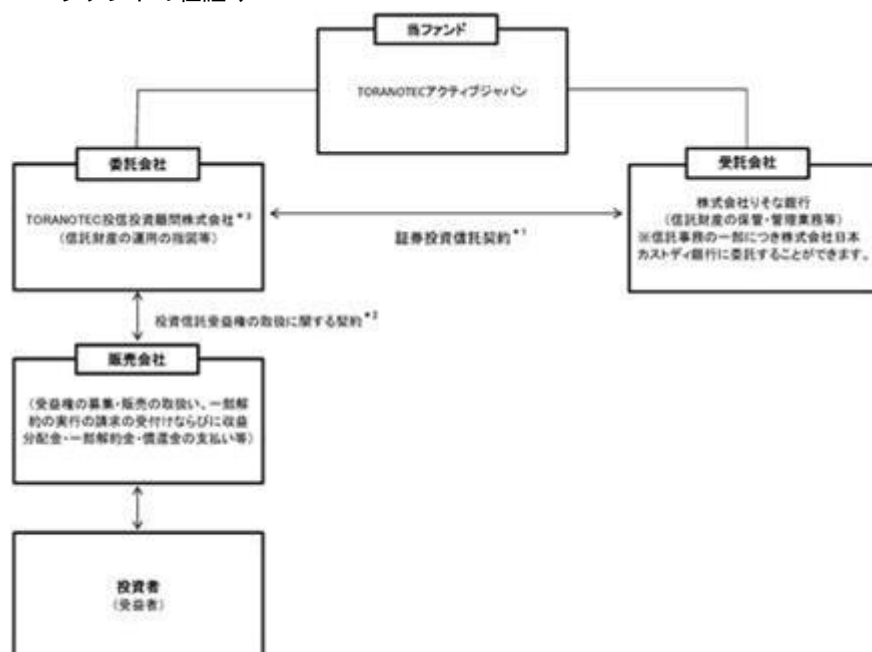 当ファンド
TORANOTECアクティブジャパン
委託会社
TORANOTEC投信投資顧問株式会社*3
(信託財産の運用の指図等)
証券投資信託契約*1
受託会社
株式会社りそな銀行
(信託財産の保管・管理業務等)
※信託事務の一部につき株式会社日本
カストディ銀行に委託することができます。
投資信託受益権の取扱に関する契約*2
販売会社
(受益権の募集・販売の取扱い、一部解
約の実行の請求の受付けならびに収益
分配金・一部解約金・償還金の支払い等)
投資者
(受益者)